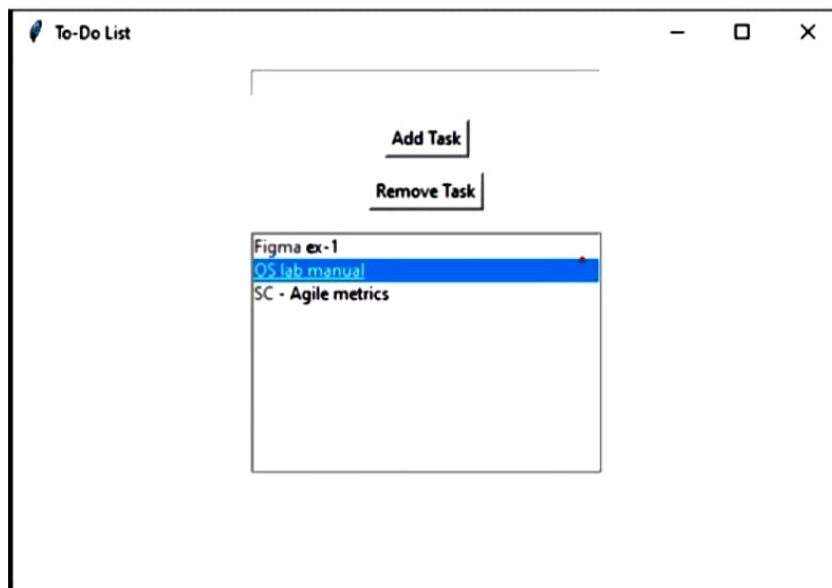 To-Do List
Add Task
Remove Task
Figma ex-1
OS lab manual
SC - Agile metrics